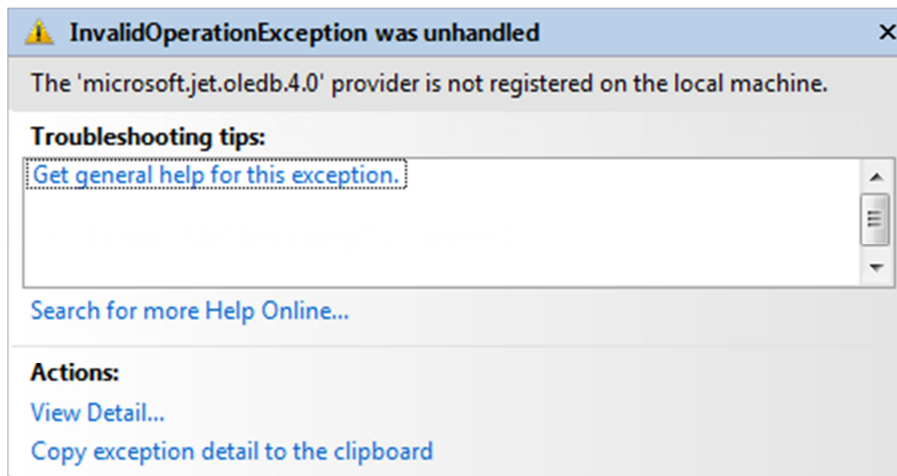 InvalidOperationException was unhandled
The 'microsoft.jet.oledb.4.0' provider is not registered on the local machine.
Troubleshooting tips:
Get general help for this exception.
Search for more Help Online...
Actions:
View Detail...
Copy exception detail to the clipboard